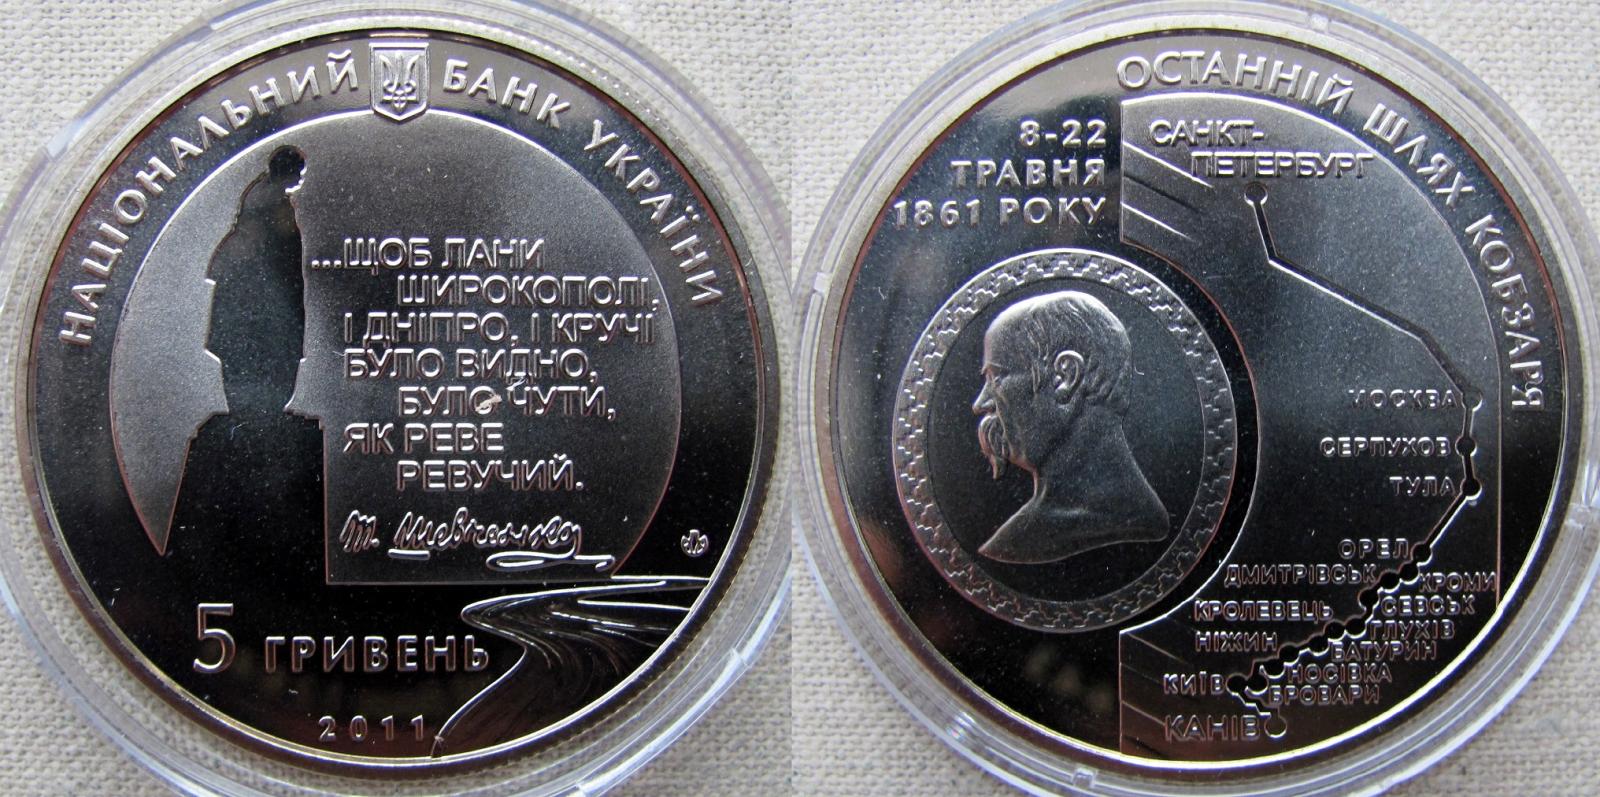 НАЦІОНАЛЬНИЙ БАНК УКРАЇНИ
...ЩОБ ЛАНИ
ШИРОКОПОЛІ,
І ДНІПРО, І КРУЧІ
БУЛО ВИДНО,
БУЛО ЧУТИ,
ЯК РЕВЕ
РЕВУЧИЙ.
Т. Шевченко
5 ГРИВЕНЬ
2011
ОСТАННІЙ ШЛЯХ КОБЗАРЯ
8-22
ТРАВНЯ
1861 РОКУ
САНКТ-
ПЕТЕРБУРГ
МОСКВА
СЕРПУХОВ
ТУЛА
ОРЕЛ
КРОМИ
ДМИТРІВСЬК
СЕВСЬК
КРОЛЕВЕЦЬ
ГЛУХІВ
НІЖИН
БАТУРИН
НОСІВКА
КИЇВ
БРОВАРИ
КАНІВ